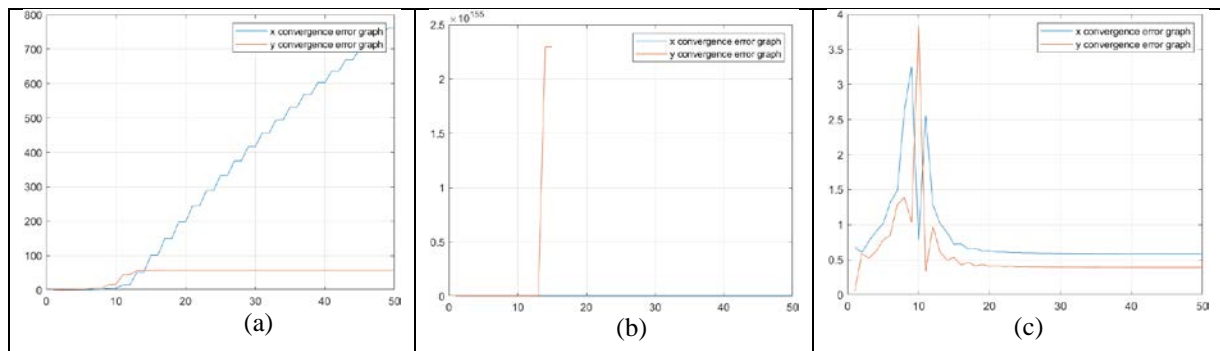 800
700
600
500
400
300
200
100
0
0 10 20 30 40 50
x convergence error graph
y convergence error graph
(a)
×10^155
2.5
2
1.5
1
0.5
0
0 10 20 30 40 50
x convergence error graph
y convergence error graph
(b)
4
3.5
3
2.5
2
1.5
1
0.5
0
0 10 20 30 40 50
x convergence error graph
y convergence error graph
(c)